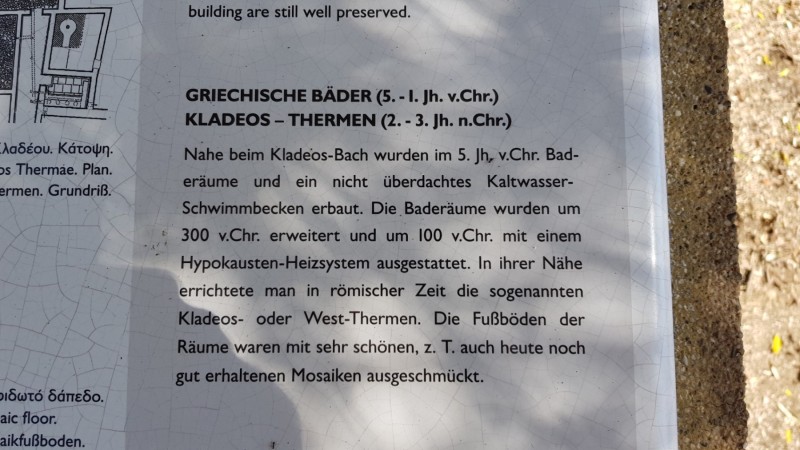 building are still well preserved.
GRIECHISCHE BÄDER (5. - 1. Jh. v.Chr.)
KLADEOS – THERMEN (2. - 3. Jh. n.Chr.)
Nahe beim Kladeos-Bach wurden im 5. Jh. v.Chr. Bad-
eräume und ein nicht überdachtes Kaltwasser-
Schwimmbecken erbaut. Die Baderäume wurden um
300 v.Chr. erweitert und um 100 v.Chr. mit einem
Hypokausten-Heizsystem ausgestattet. In ihrer Nähe
errichtete man in römischer Zeit die sogenannten
Kladeos- oder West-Thermen. Die Fußböden der
Räume waren mit sehr schönen, z. T. auch heute noch
gut erhaltenen Mosaiken ausgeschmückt.
λαδέου. Κάτοψη.
os Thermae. Plan.
ermen. Grundriß.
ιδωτό δάπεδο.
aic floor.
aikfußboden.